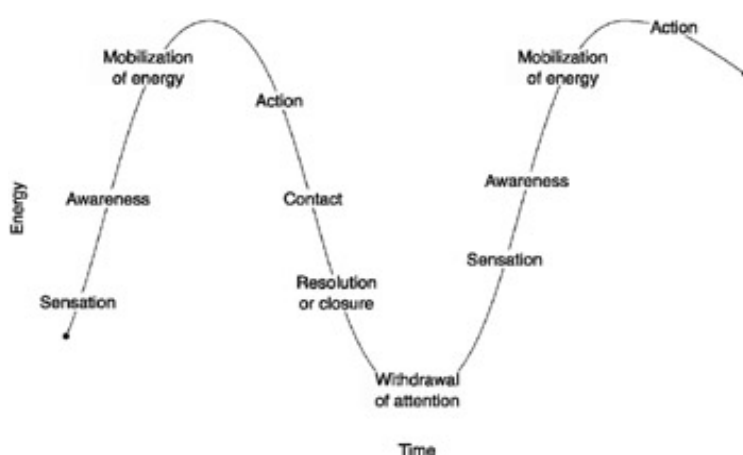 Action
Mobilization
of energy
Mobilization
of energy
Action
Awareness
Contact
Awareness
Energy
Sensation
Resolution
or closure
Sensation
Withdrawal
of attention
Time